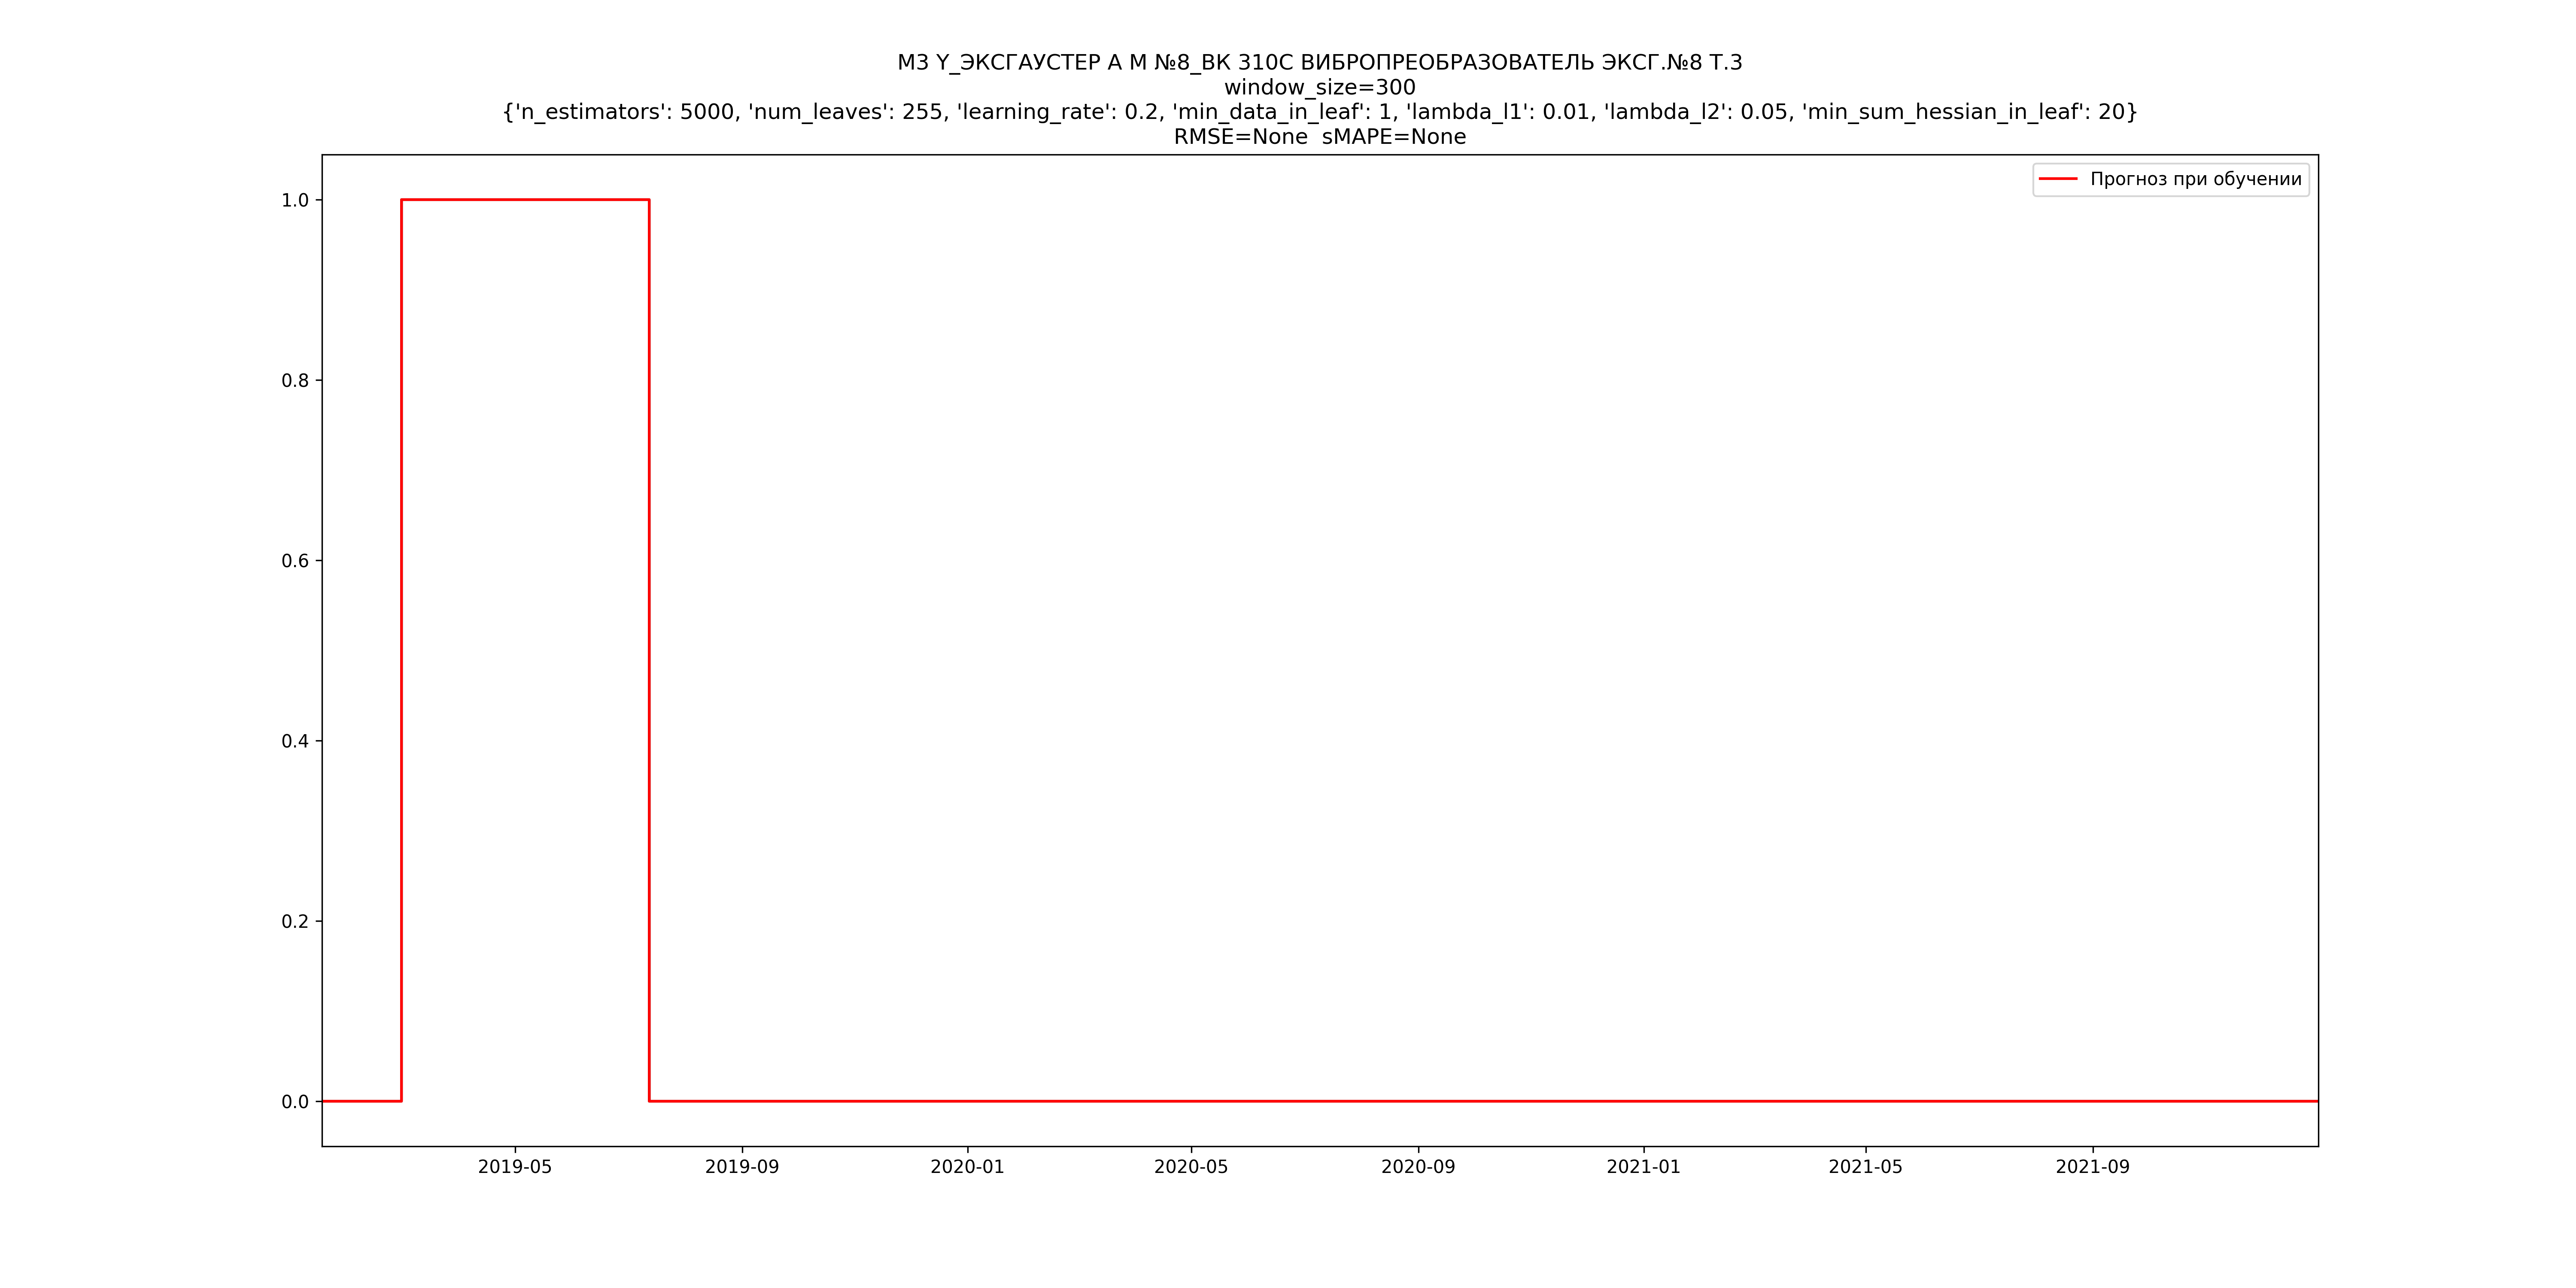 М3 Y_ЭКСГАУСТЕР А М №8_ВК 310С ВИБРОПРЕОБРАЗОВАТЕЛЬ ЭКСГ.№8 Т.3
window_size=300
{'n_estimators': 5000, 'num_leaves': 255, 'learning_rate': 0.2, 'min_data_in_leaf': 1, 'lambda_l1': 0.01, 'lambda_l2': 0.05, 'min_sum_hessian_in_leaf': 20}
RMSE=None  sMAPE=None
Прогноз при обучении
1.0
0.8
0.6
0.4
0.2
0.0
2019-05 2019-09 2020-01 2020-05 2020-09 2021-01 2021-05 2021-09